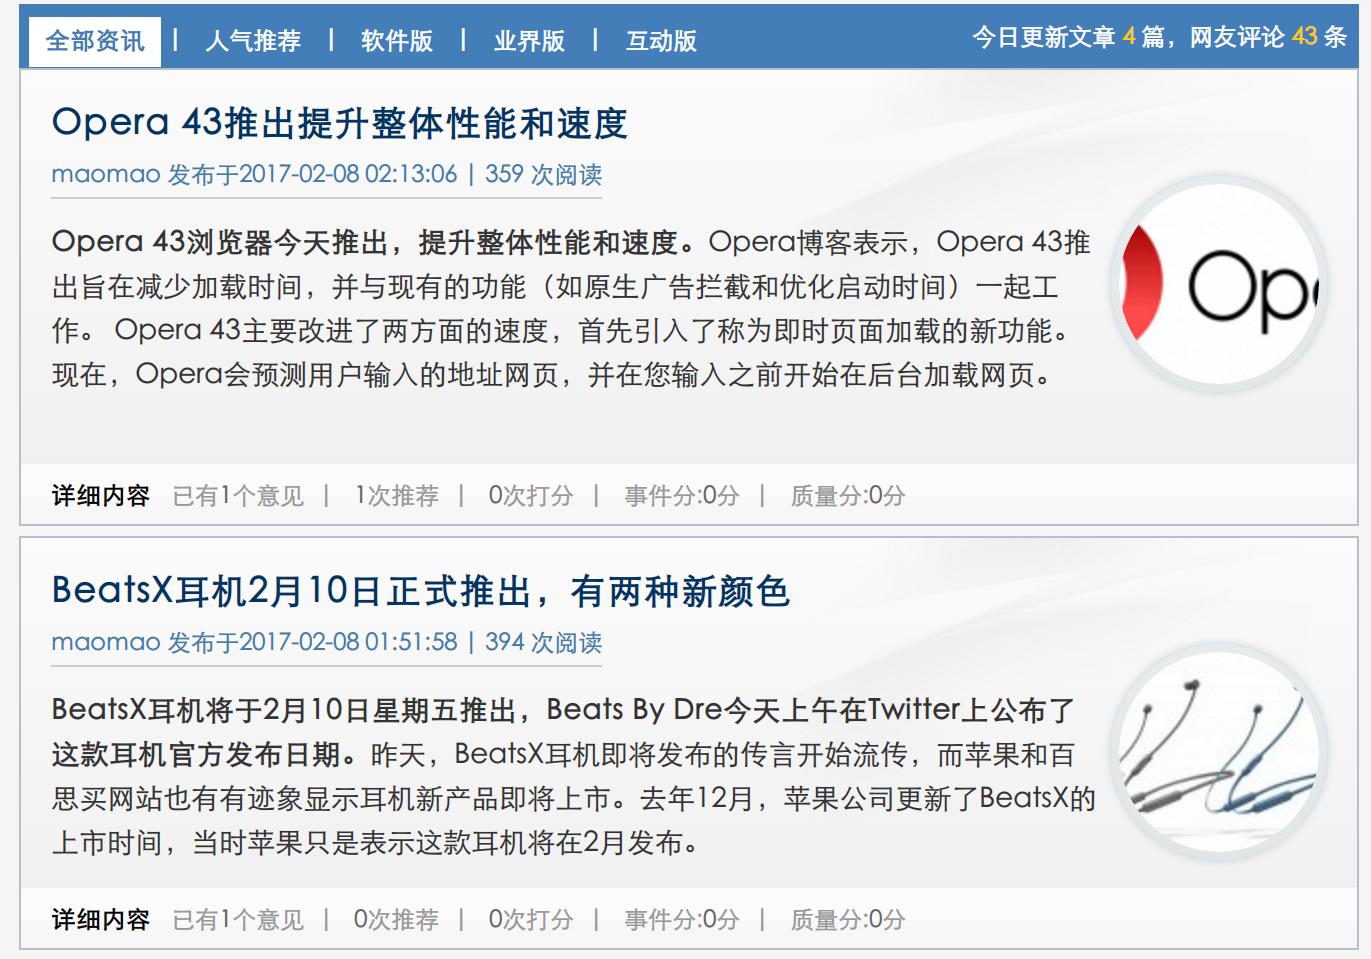 全部资讯 | 人气推荐 | 软件版 | 业界版 | 互动版 今日更新文章 4 篇，网友评论 43 条
Opera 43推出提升整体性能和速度
maomao 发布于2017-02-08 02:13:06 | 359 次阅读
Opera 43浏览器今天推出，提升整体性能和速度。Opera博客表示，Opera 43推
出旨在减少加载时间，并与现有的功能（如原生广告拦截和优化启动时间）一起工
作。 Opera 43主要改进了两方面的速度，首先引入了称为即时页面加载的新功能。
现在，Opera会预测用户输入的地址网页，并在您输入之前开始在后台加载网页。
Op
详细内容 已有1个意见 | 1次推荐 | 0次打分 | 事件分:0分 | 质量分:0分
BeatsX耳机2月10日正式推出，有两种新颜色
maomao 发布于2017-02-08 01:51:58 | 394 次阅读
BeatsX耳机将于2月10日星期五推出，Beats By Dre今天上午在Twitter上公布了
这款耳机官方发布日期。昨天，BeatsX耳机即将发布的传言开始流传，而苹果和百
思买网站也有有迹象显示耳机新产品即将上市。去年12月，苹果公司更新了BeatsX的
上市时间，当时苹果只是表示这款耳机将在2月发布。
详细内容 已有1个意见 | 0次推荐 | 0次打分 | 事件分:0分 | 质量分:0分